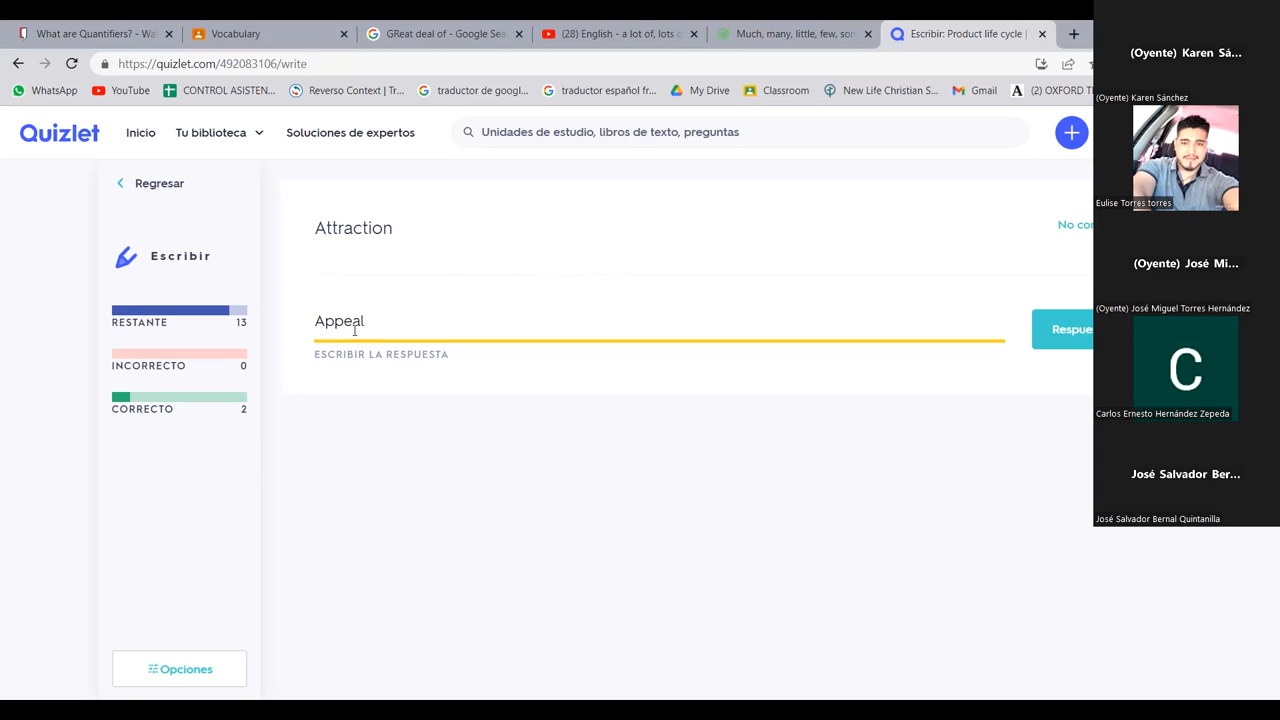 What are Quantifiers? - Wa
Vocabulary
GReat deal of - Google Sea
(28) English - a lot of, lots o
Much, many, little, few, son
Escribir: Product life cycle |
https://quizlet.com/492083106/write
WhatsApp
YouTube
CONTROL ASISTEN...
Reverso Context | Tr...
traductor de googl...
traductor español fr...
My Drive
Classroom
New Life Christian S...
Gmail
A (2) OXFORD T
Quizlet
Inicio
Tu biblioteca
Soluciones de expertos
Unidades de estudio, libros de texto, preguntas
Regresar
Escribir
RESTANTE 13
INCORRECTO 0
CORRECTO 2
Opciones
Attraction
No co
Appeal
ESCRIBIR LA RESPUESTA
Respue
(Oyente) Karen Sá...
(Oyente) Karen Sánchez
Eulise Torres torres
(Oyente) José Mi...
(Oyente) José Miguel Torres Hernández
C
Carlos Ernesto Hernández Zepeda
José Salvador Ber...
José Salvador Bernal Quintanilla